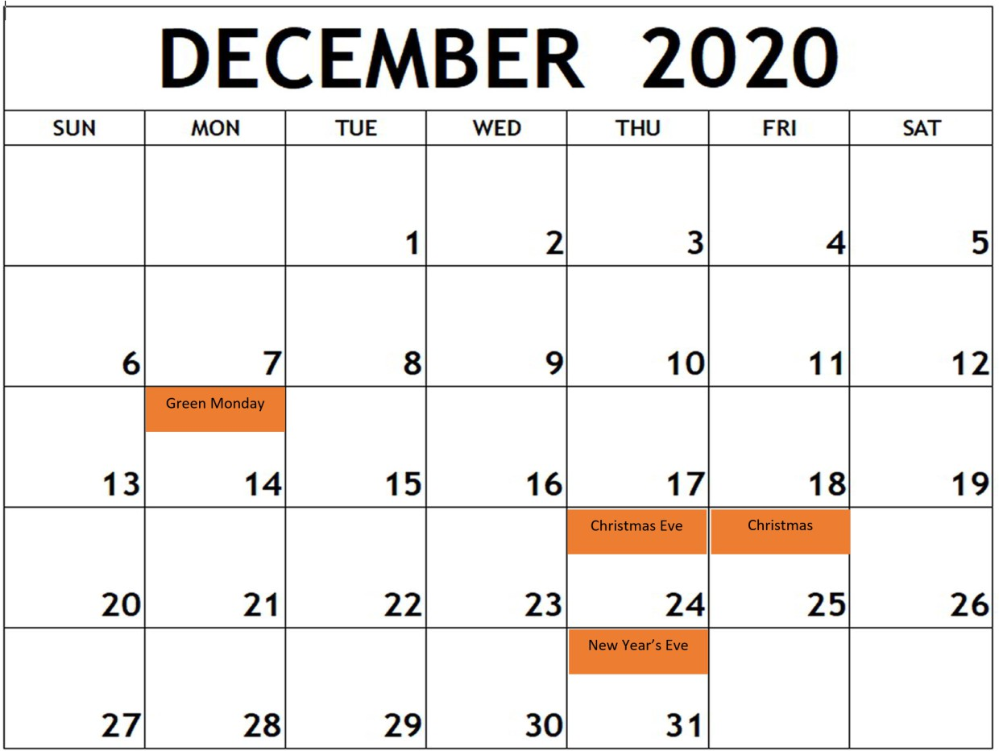 DECEMBER 2020
SUN MON TUE WED THU FRI SAT
1 2 3 4 5
6 7 8 9 10 11 12
Green Monday
13 14 15 16 17 18 19
Christmas Eve Christmas
20 21 22 23 24 25 26
New Year’s Eve
27 28 29 30 31